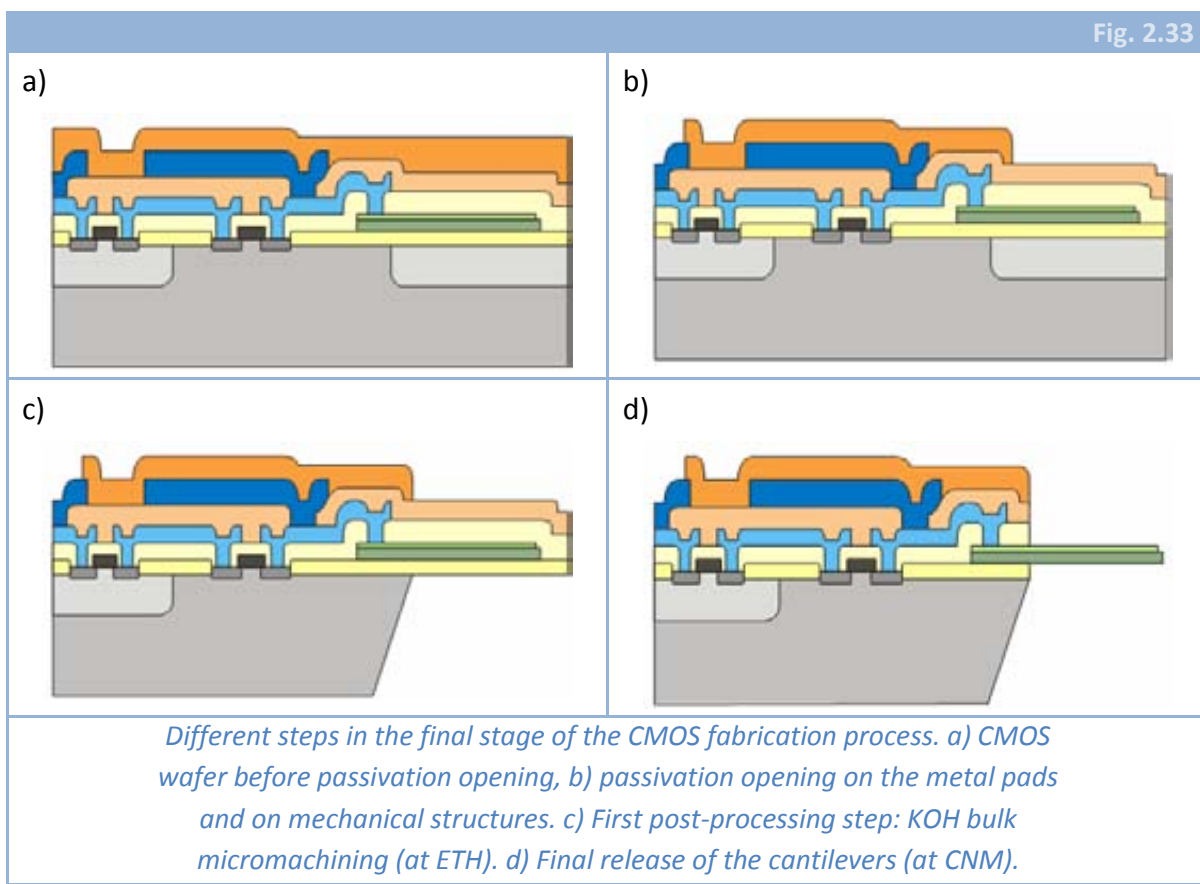 Fig. 2.33
a)
b)
c)
d)
Different steps in the final stage of the CMOS fabrication process. a) CMOS
wafer before passivation opening, b) passivation opening on the metal pads
and on mechanical structures. c) First post-processing step: KOH bulk
micromachining (at ETH). d) Final release of the cantilevers (at CNM).